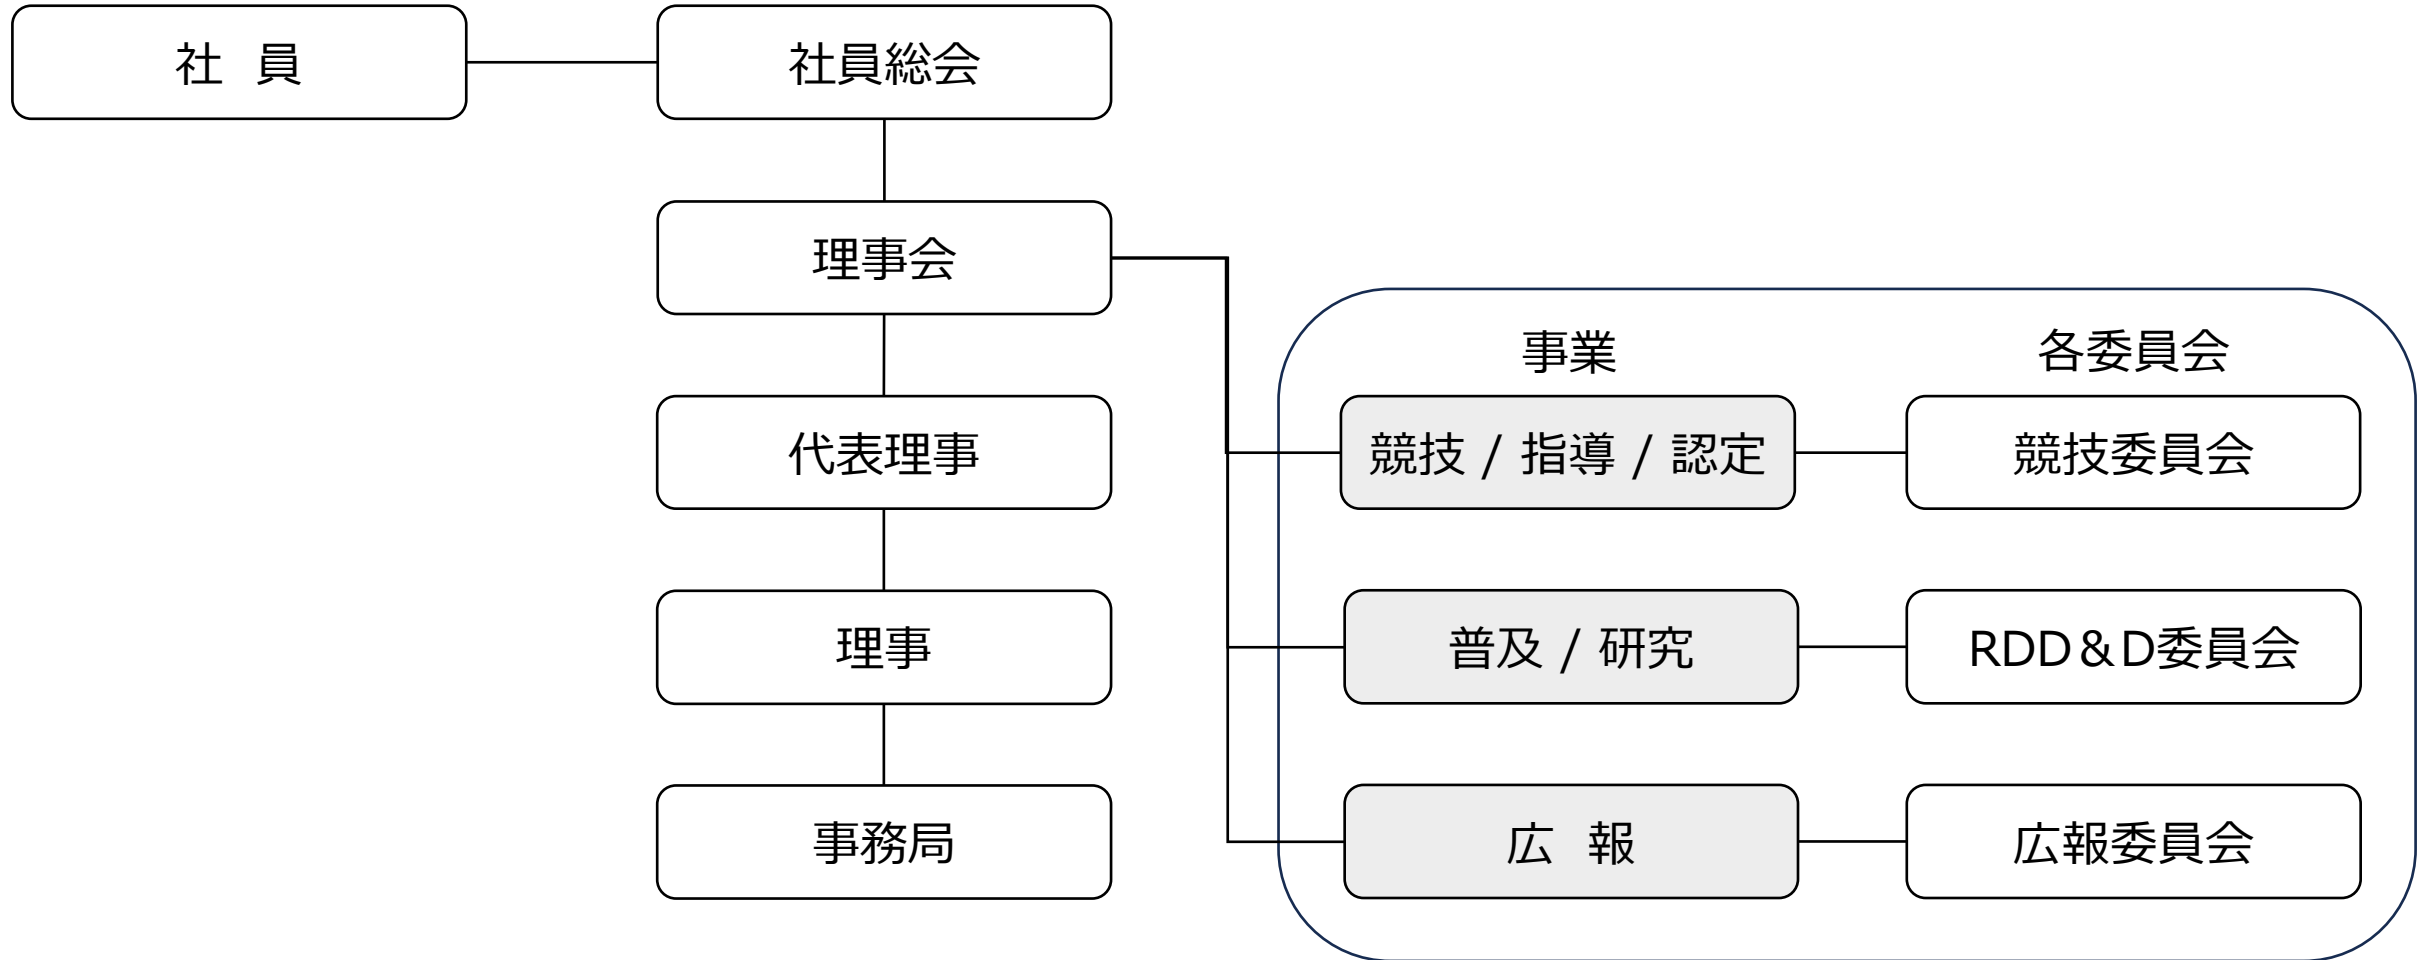 社 員
社員総会
理事会
事業
各委員会
代表理事
競技 / 指導 / 認定
競技委員会
理事
普及 / 研究
RDD＆D委員会
事務局
広 報
広報委員会